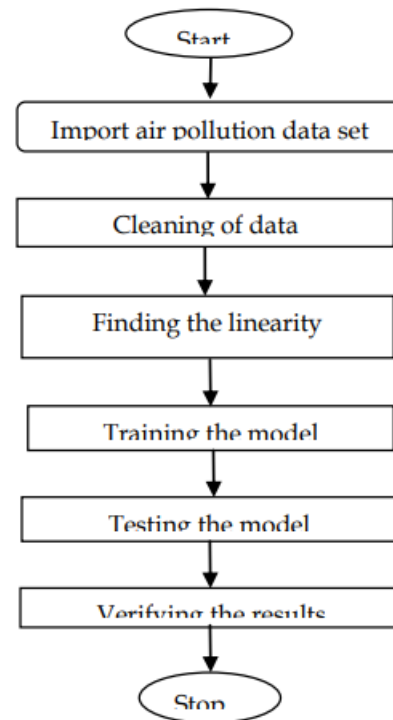 Start
Import air pollution data set
Cleaning of data
Finding the linearity
Training the model
Testing the model
Verifying the results
Stop